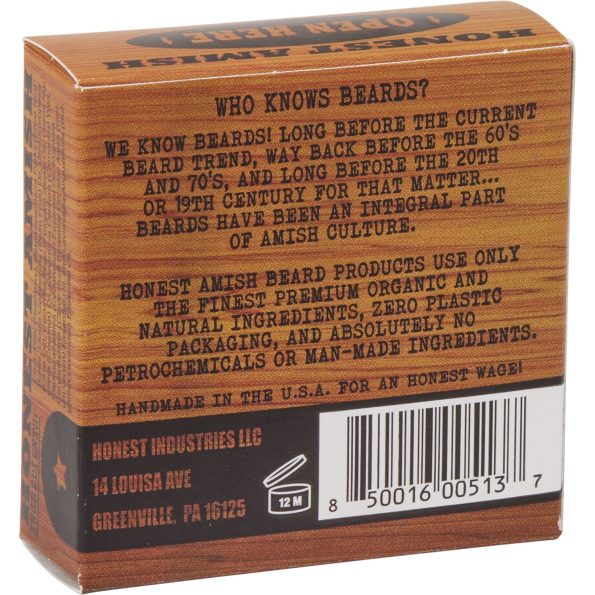 ! OPEN HERE !
HONEST AMISH
HONEST AMISH
WHO KNOWS BEARDS?
WE KNOW BEARDS! LONG BEFORE THE CURRENT
BEARD TREND, WAY BACK BEFORE THE 60'S
AND 70'S, AND LONG BEFORE THE 20TH
OR 19TH CENTURY FOR THAT MATTER...
BEARDS HAVE BEEN AN INTEGRAL PART
OF AMISH CULTURE.
HONEST AMISH BEARD PRODUCTS USE ONLY
THE FINEST PREMIUM ORGANIC AND
NATURAL INGREDIENTS, ZERO PLASTIC
PACKAGING, AND ABSOLUTELY NO
PETROCHEMICALS OR MAN-MADE INGREDIENTS.
HANDMADE IN THE U.S.A. FOR AN HONEST WAGE!
HONEST INDUSTRIES LLC
14 LOUISA AVE
GREENVILLE, PA 16125
12 M
8 50016 00513 7